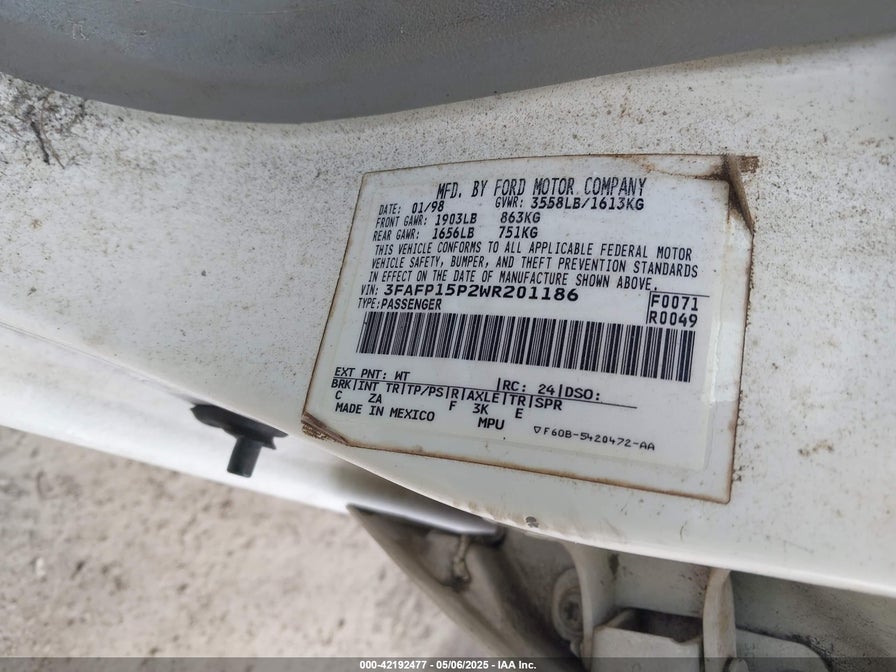 MFD. BY FORD MOTOR COMPANY
DATE: 01/98 GVWR: 3558LB/1613KG
FRONT GAWR: 1903LB 863KG
REAR GAWR: 1656LB 751KG
THIS VEHICLE CONFORMS TO ALL APPLICABLE FEDERAL MOTOR
VEHICLE SAFETY, BUMPER, AND THEFT PREVENTION STANDARDS
IN EFFECT ON THE DATE OF MANUFACTURE SHOWN ABOVE.
VIN: 3FAFP15P2WR201186 F0071
TYPE: PASSENGER R0049
EXT PNT: WT RC: 24 DSO:
BRK INT TR TP/PS R AXLE TR SPR
C ZA F 3K E
MADE IN MEXICO MPU
▽F60B-5420472-AA
000-42192477 — 05/06/2025 — IAA Inc.